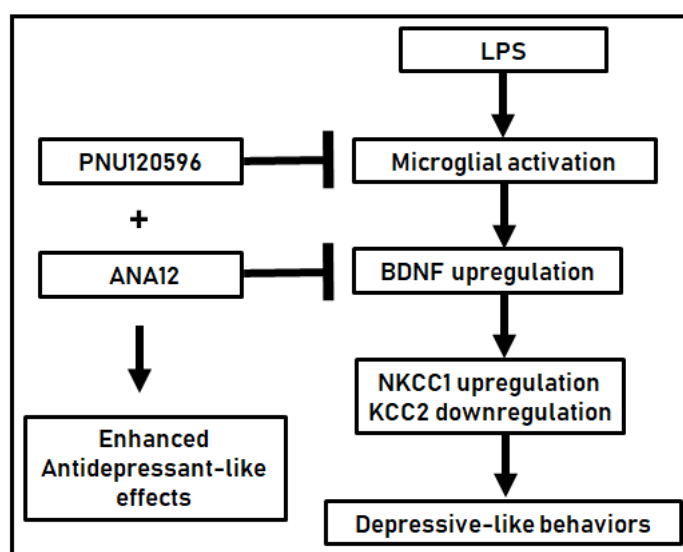 LPS
PNU120596
Microglial activation
+
ANA12
BDNF upregulation
NKCC1 upregulation
KCC2 downregulation
Enhanced
Antidepressant-like
effects
Depressive-like behaviors